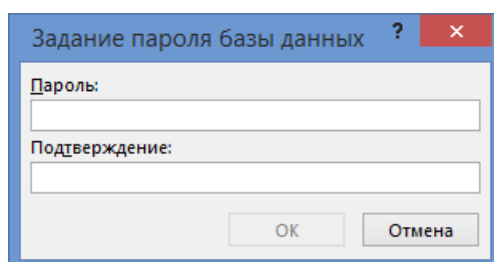 Задание пароля базы данных ? ×
Пароль:
Подтверждение:
ОК Отмена